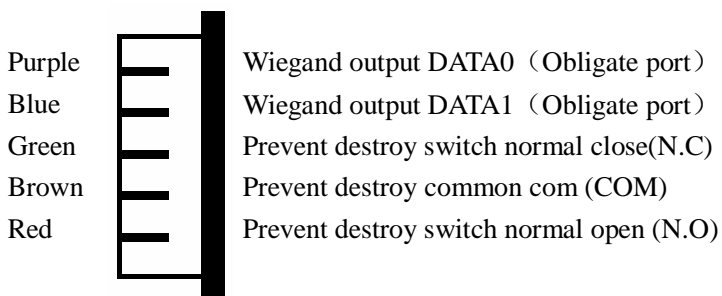 Purple Wiegand output DATA0（Obligate port）
Blue Wiegand output DATA1（Obligate port）
Green Prevent destroy switch normal close(N.C)
Brown Prevent destroy common com (COM)
Red Prevent destroy switch normal open (N.O)